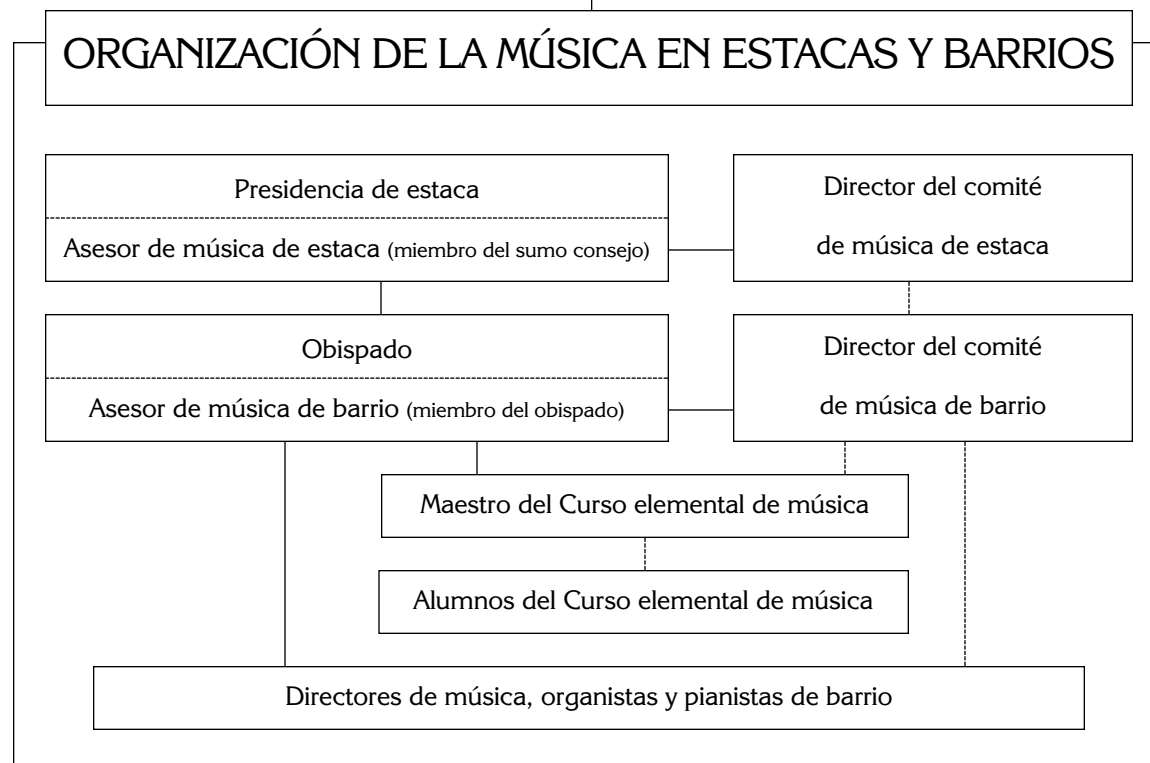 ORGANIZACIÓN DE LA MÚSICA EN ESTACAS Y BARRIOS
Presidencia de estaca
Asesor de música de estaca (miembro del sumo consejo)
Director del comité
de música de estaca
Obispado
Asesor de música de barrio (miembro del obispado)
Director del comité
de música de barrio
Maestro del Curso elemental de música
Alumnos del Curso elemental de música
Directores de música, organistas y pianistas de barrio